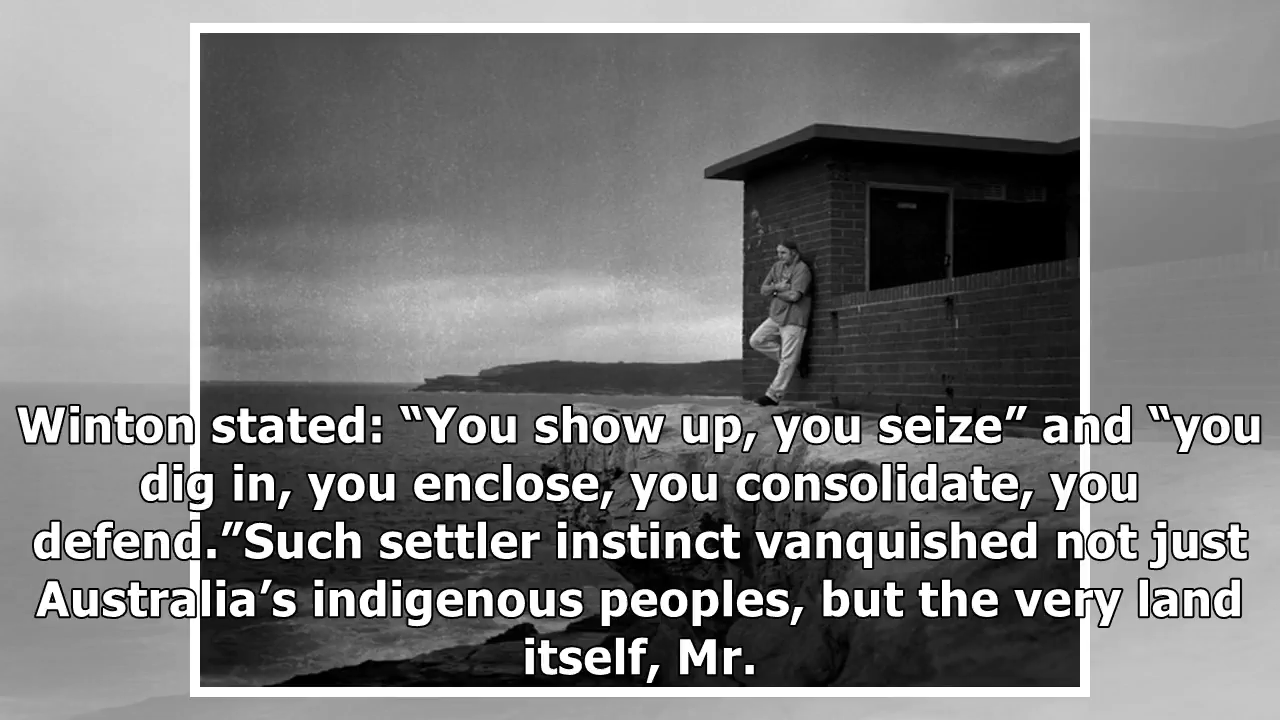 Winton stated: “You show up, you seize” and “you
dig in, you enclose, you consolidate, you
defend.”Such settler instinct vanquished not just
Australia’s indigenous peoples, but the very land
itself, Mr.